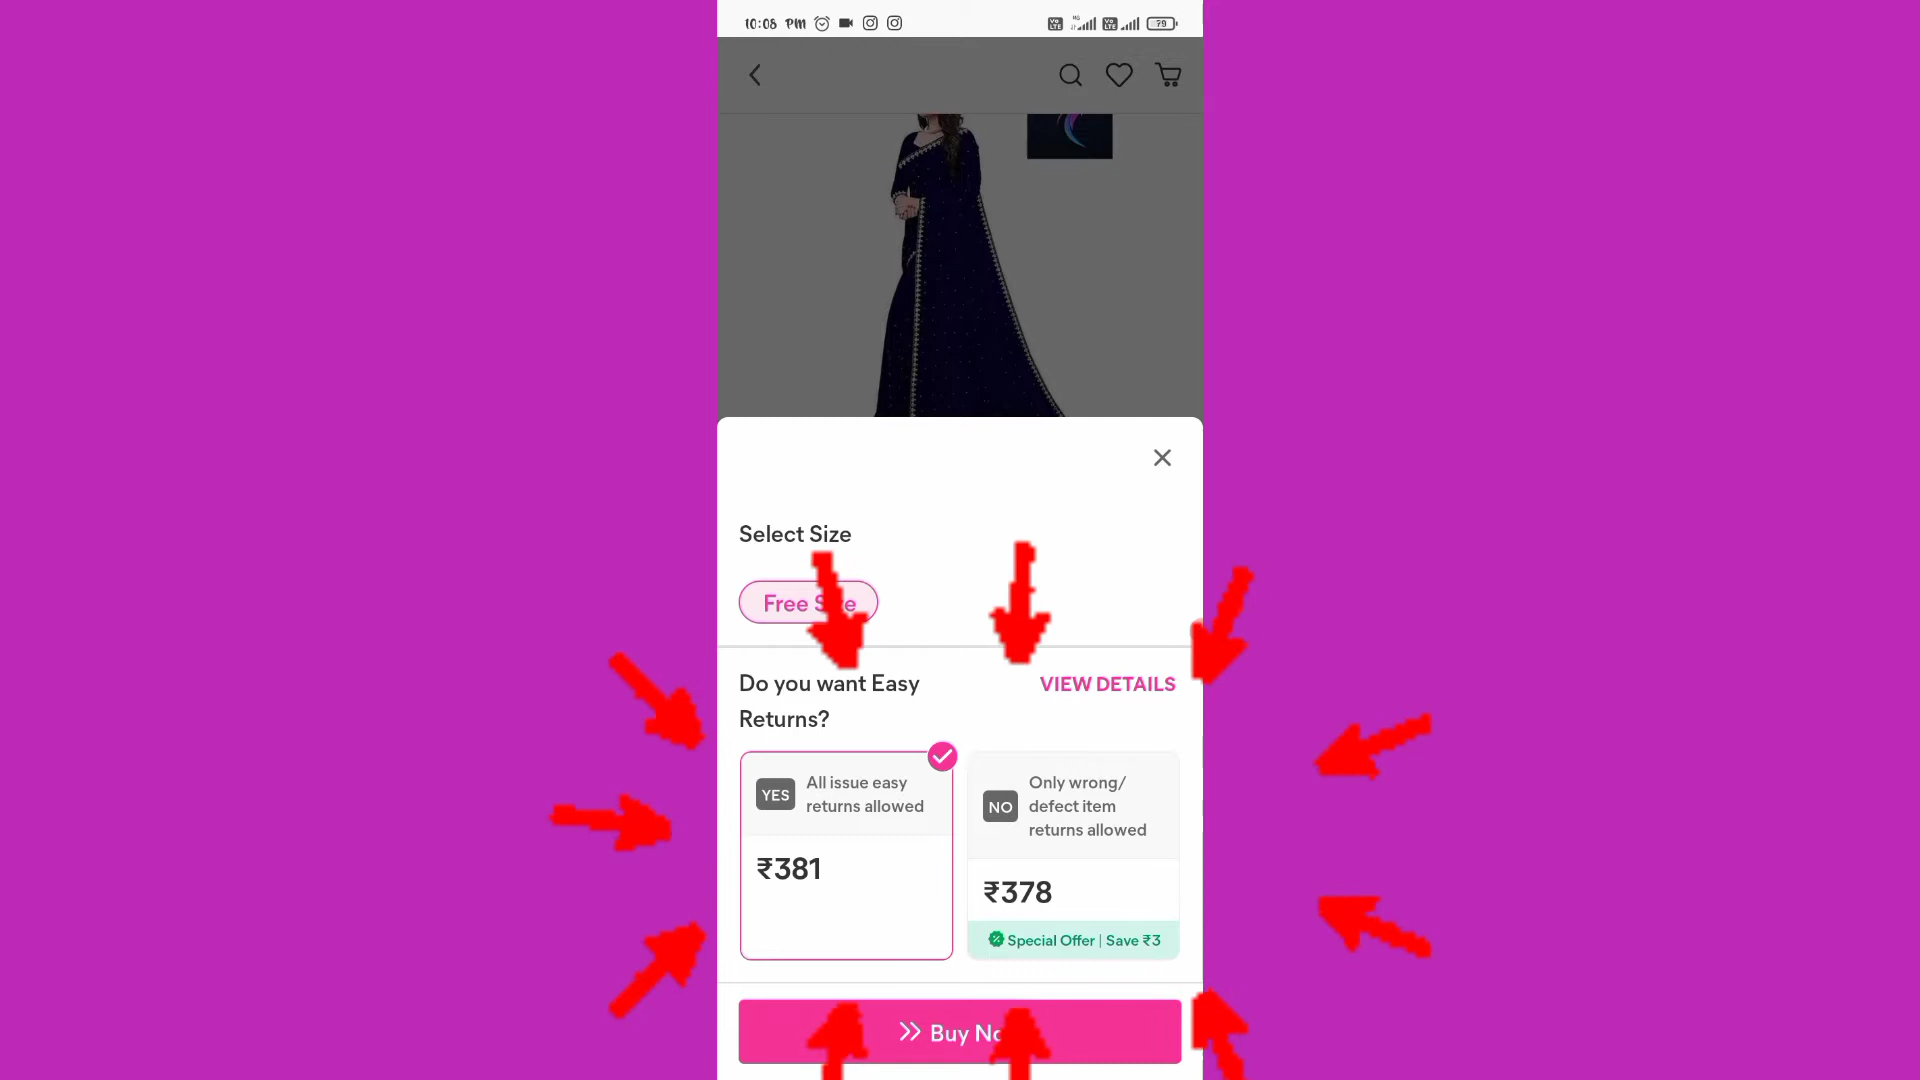 10:08 PM
79
Select Size
Free
Do you want Easy VIEW DETAILS
Returns?
YES
All issue easy
returns allowed
₹381
NO
Only wrong/
defect item
returns allowed
₹378
Special Offer | Save ₹3
Buy